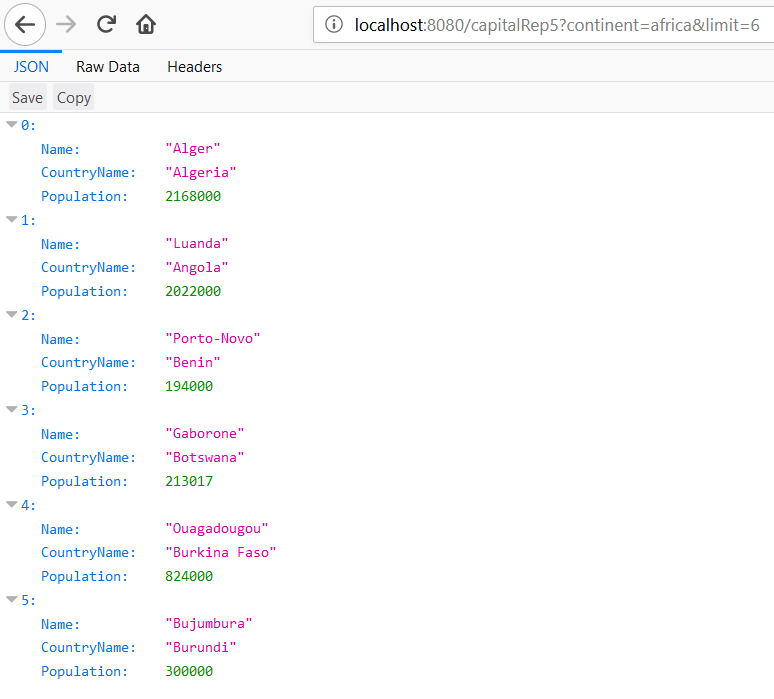 localhost:8080/capitalRep5?continent=africa&limit=6
JSON Raw Data Headers
Save Copy
0:
Name: "Alger"
CountryName: "Algeria"
Population: 2168000
1:
Name: "Luanda"
CountryName: "Angola"
Population: 2022000
2:
Name: "Porto-Novo"
CountryName: "Benin"
Population: 194000
3:
Name: "Gaborone"
CountryName: "Botswana"
Population: 213017
4:
Name: "Ouagadougou"
CountryName: "Burkina Faso"
Population: 824000
5:
Name: "Bujumbura"
CountryName: "Burundi"
Population: 300000